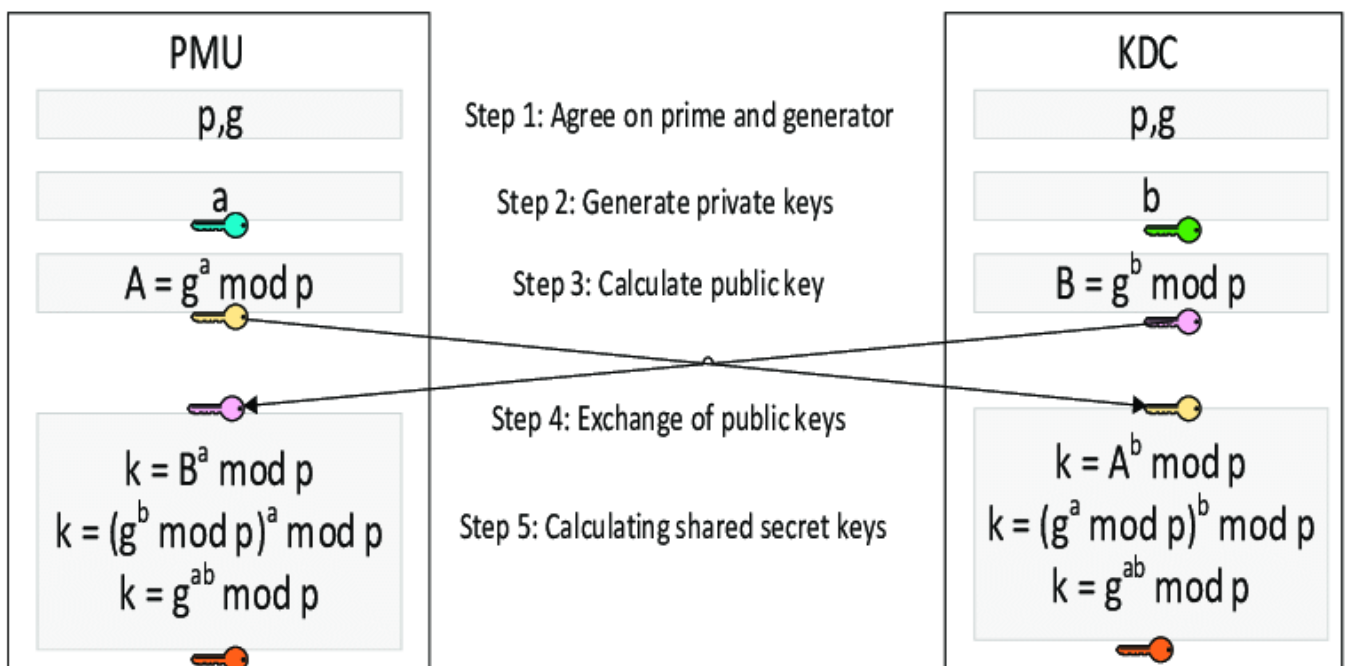 PMU
p,g
a
A = g^a mod p
k = B^a mod p
k = (g^b mod p)^a mod p
k = g^ab mod p
Step 1: Agree on prime and generator
Step 2: Generate private keys
Step 3: Calculate public key
Step 4: Exchange of public keys
Step 5: Calculating shared secret keys
KDC
p,g
b
B = g^b mod p
k = A^b mod p
k = (g^a mod p)^b mod p
k = g^ab mod p